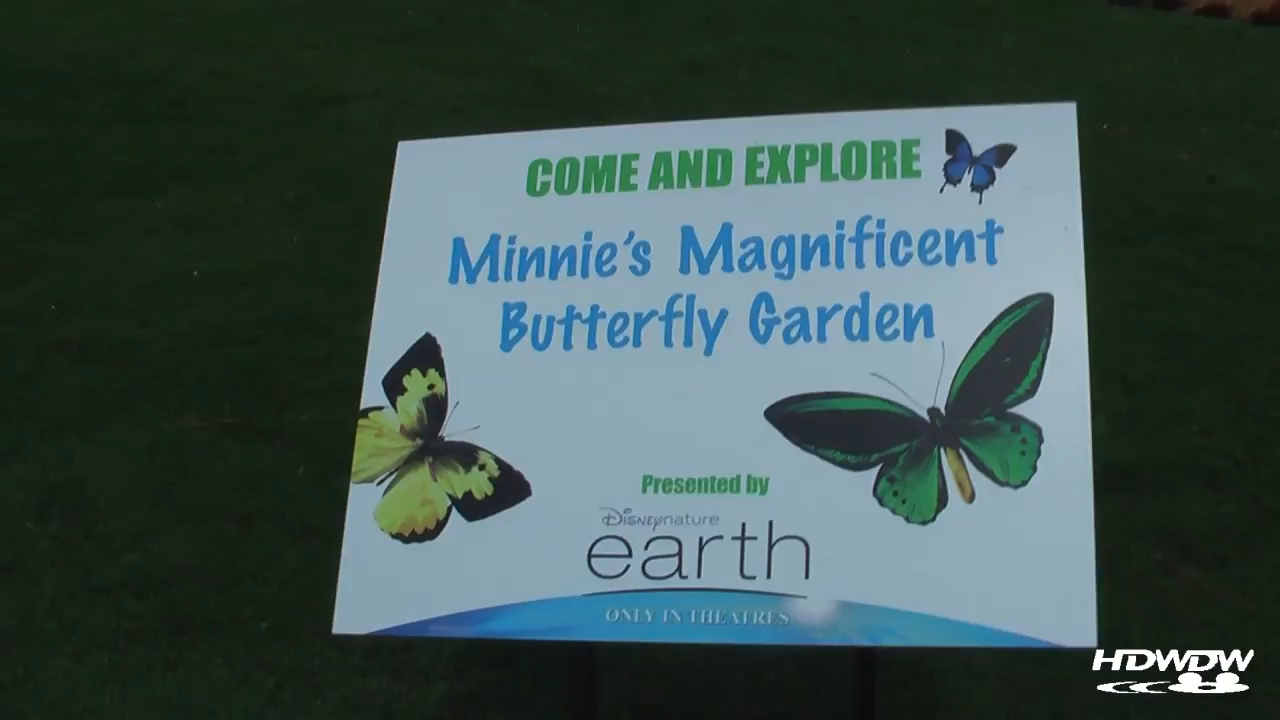 COME AND EXPLORE
Minnie's Magnificent
Butterfly Garden
Presented by
Disneynature
earth
ONLY IN THEATRES
HDWDW